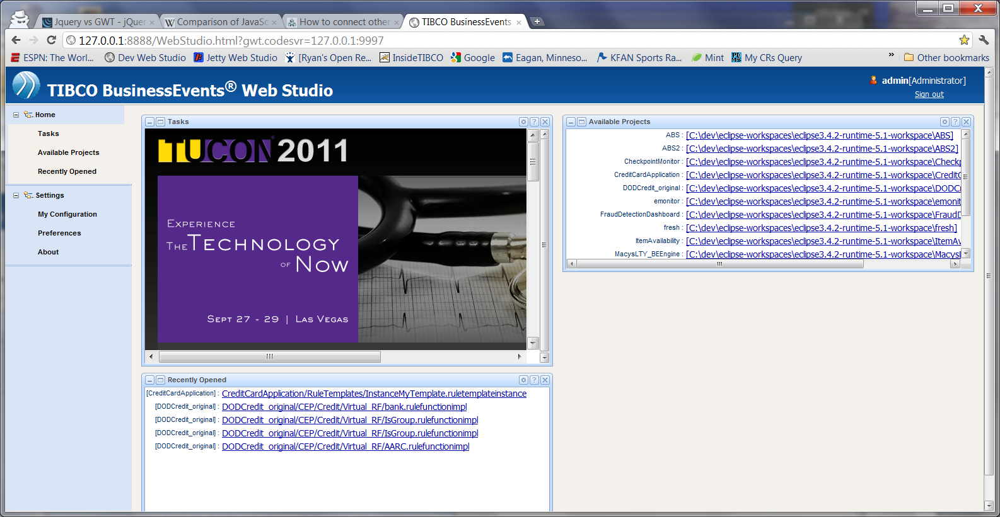 Jquery vs GWT - jQuer
Comparison of JavaSc
How to connect other
TIBCO BusinessEvents
127.0.0.1:8888/WebStudio.html?gwt.codesvr=127.0.0.1:9997
ESPN: The Worl...
Dev Web Studio
Jetty Web Studio
[Ryan's Open Re...
InsideTIBCO
Google
Eagan, Minneso...
KFAN Sports Ra...
Mint
My CRs Query
»
Other bookmarks
TIBCO BusinessEvents® Web Studio
admin[Administrator]
Sign out
Home
Tasks
Available Projects
Recently Opened
Settings
My Configuration
Preferences
About
Tasks
TUCON® 2011
EXPERIENCE
THE TECHNOLOGY
OF NOW
SEPT 27 - 29 | LAS VEGAS
Available Projects
ABS : [C:\dev\eclipse-workspaces\eclipse3.4.2-runtime-5.1-workspace\ABS]
ABS2 : [C:\dev\eclipse-workspaces\eclipse3.4.2-runtime-5.1-workspace\ABS2]
CheckpointMonitor : [C:\dev\eclipse-workspaces\eclipse3.4.2-runtime-5.1-workspace\Checkp
CreditCardApplication : [C:\dev\eclipse-workspaces\eclipse3.4.2-runtime-5.1-workspace\CreditC
DODCredit_original : [C:\dev\eclipse-workspaces\eclipse3.4.2-runtime-5.1-workspace\DODCr
emonitor : [C:\dev\eclipse-workspaces\eclipse3.4.2-runtime-5.1-workspace\emonit
FraudDetectionDashboard : [C:\dev\eclipse-workspaces\eclipse3.4.2-runtime-5.1-workspace\FraudD
fresh : [C:\dev\eclipse-workspaces\eclipse3.4.2-runtime-5.1-workspace\fresh]
ItemAvailability : [C:\dev\eclipse-workspaces\eclipse3.4.2-runtime-5.1-workspace\ItemAv
MacysLTY_BEEngine : [C:\dev\eclipse-workspaces\eclipse3.4.2-runtime-5.1-workspace\MacysL
Recently Opened
[CreditCardApplication] : CreditCardApplication/RuleTemplates/InstanceMyTemplate.ruletemplateinstance
[DODCredit_original] : DODCredit_original/CEP/Credit/Virtual_RF/bank.rulefunctionimpl
[DODCredit_original] : DODCredit_original/CEP/Credit/Virtual_RF/IsGroup.rulefunctionimpl
[DODCredit_original] : DODCredit_original/CEP/Credit/Virtual_RF/IsGroup.rulefunctionimpl
[DODCredit_original] : DODCredit_original/CEP/Credit/Virtual_RF/AARC.rulefunctionimpl